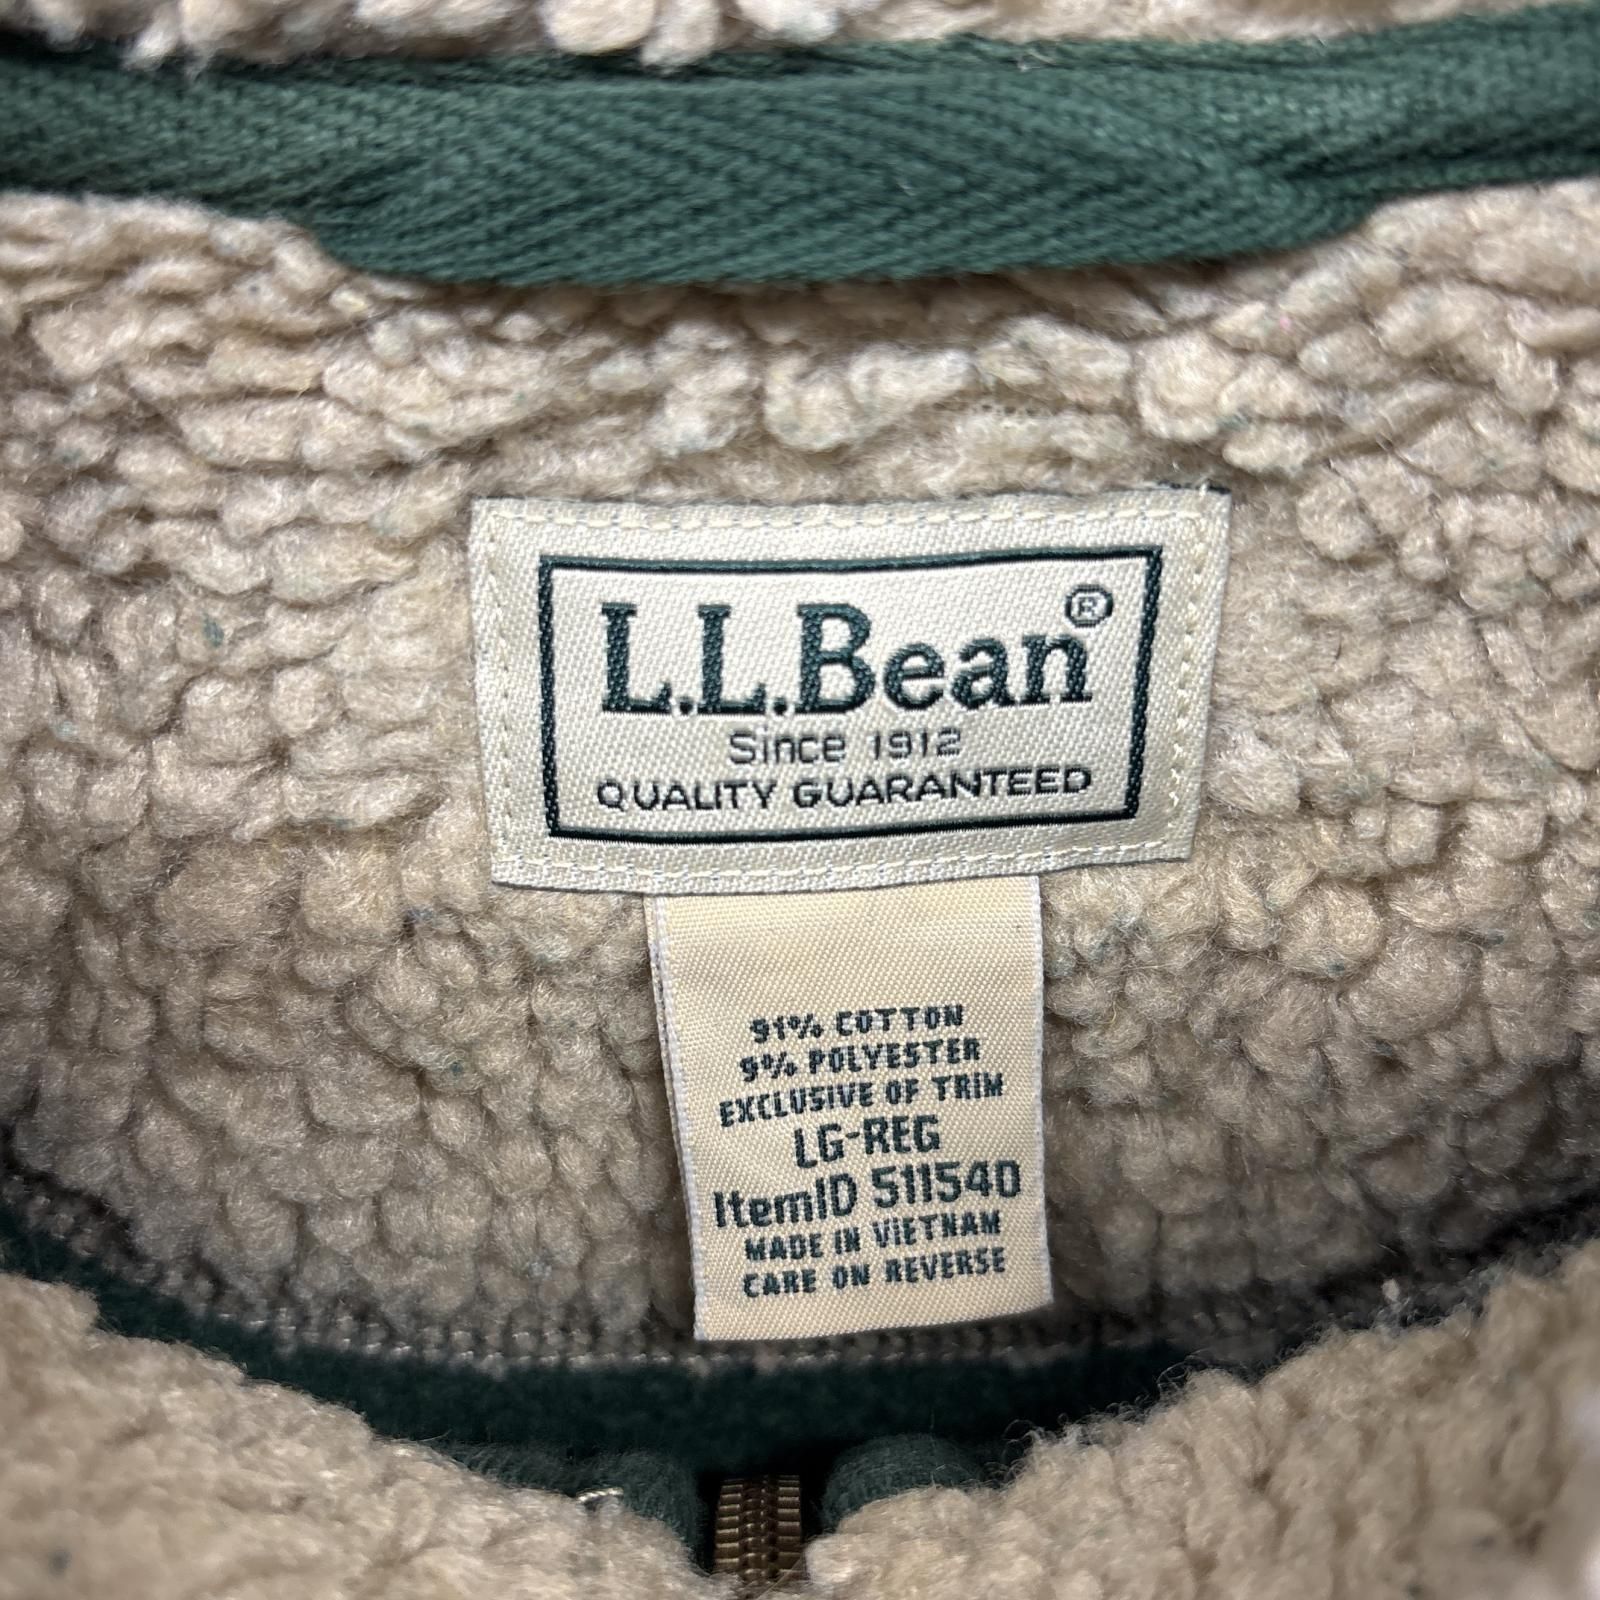 L.L.Bean®
Since 1912
QUALITY GUARANTEED
91% COTTON
9% POLYESTER
EXCLUSIVE OF TRIM
LG-REG
ItemID 511540
MADE IN VIETNAM
CARE ON REVERSE